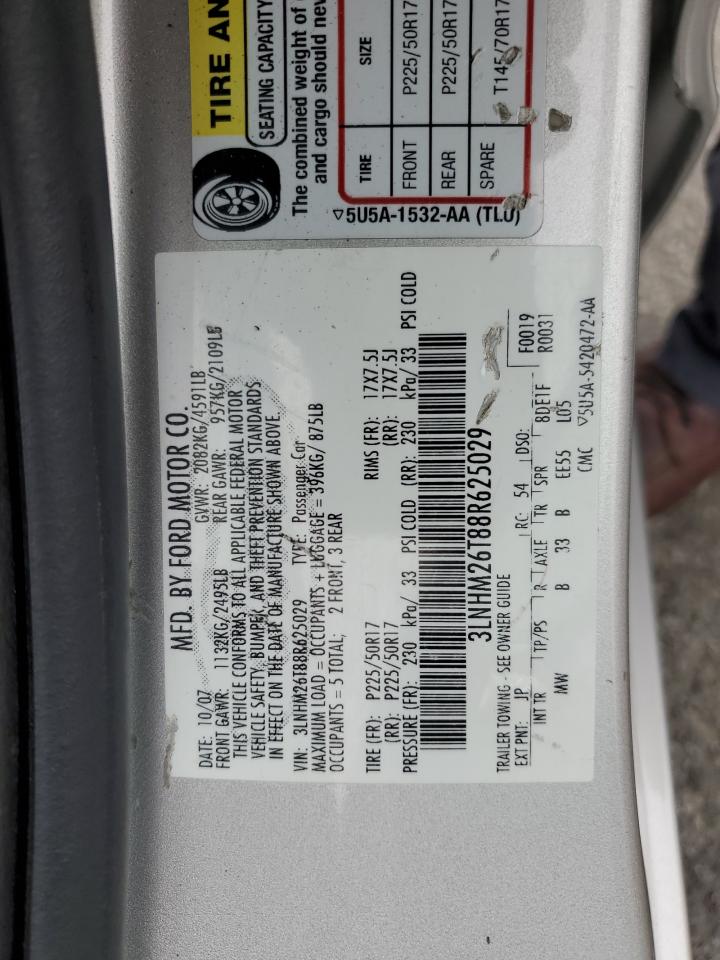 TIRE AN
SEATING CAPACITY
The combined weight of
and cargo should nev
TIRE SIZE
FRONT P225/50R17
REAR P225/50R17
SPARE T145/70R17
▽5U5A-1532-AA (TLU)
MFD. BY FORD MOTOR CO.
DATE: 10/07 GVWR: 2082KG/4591LB
FRONT GAWR: 1132KG/2495LB REAR GAWR: 957KG/2109LB
THIS VEHICLE CONFORMS TO ALL APPLICABLE FEDERAL MOTOR
VEHICLE SAFETY, BUMPER, AND THEFT PREVENTION STANDARDS
IN EFFECT ON THE DATE OF MANUFACTURE SHOWN ABOVE.
VIN: 3LNHM26T88R625029 TYPE: Passenger Car
MAXIMUM LOAD = OCCUPANTS + LUGGAGE = 396KG/ 875LB
OCCUPANTS = 5 TOTAL; 2 FRONT, 3 REAR
TIRE (FR): P225/50R17 RIMS (FR): 17X7.5J
(RR): P225/50R17 (RR): 17X7.5J
PRESSURE (FR): 230 kPa/ 33 PSI COLD (RR): 230 kPa/ 33 PSI COLD
3LNHM26T88R625029
TRAILER TOWING - SEE OWNER GUIDE
EXT PNT: JP RC: 54 DSO: F0019
R0031
INT TR TP/PS R AXLE TR SPR 8DE1F
MW B 33 B EE55 L05
CMC ▽5U5A-5420472-AA